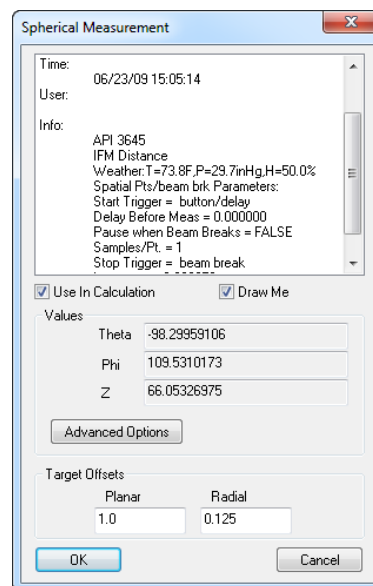 Spherical Measurement
Time:
06/23/09 15:05:14
User:
Info:
API 3645
IFM Distance
Weather:T=73.8F,P=29.7inHg,H=50.0%
Spatial Pts/beam brk Parameters:
Start Trigger = button/delay
Delay Before Meas = 0.000000
Pause when Beam Breaks = FALSE
Samples/Pt. = 1
Stop Trigger = beam break
Use In Calculation Draw Me
Values
Theta -98.29959106
Phi 109.5310173
Z 66.05326975
Advanced Options
Target Offsets
Planar Radial
1.0 0.125
OK Cancel